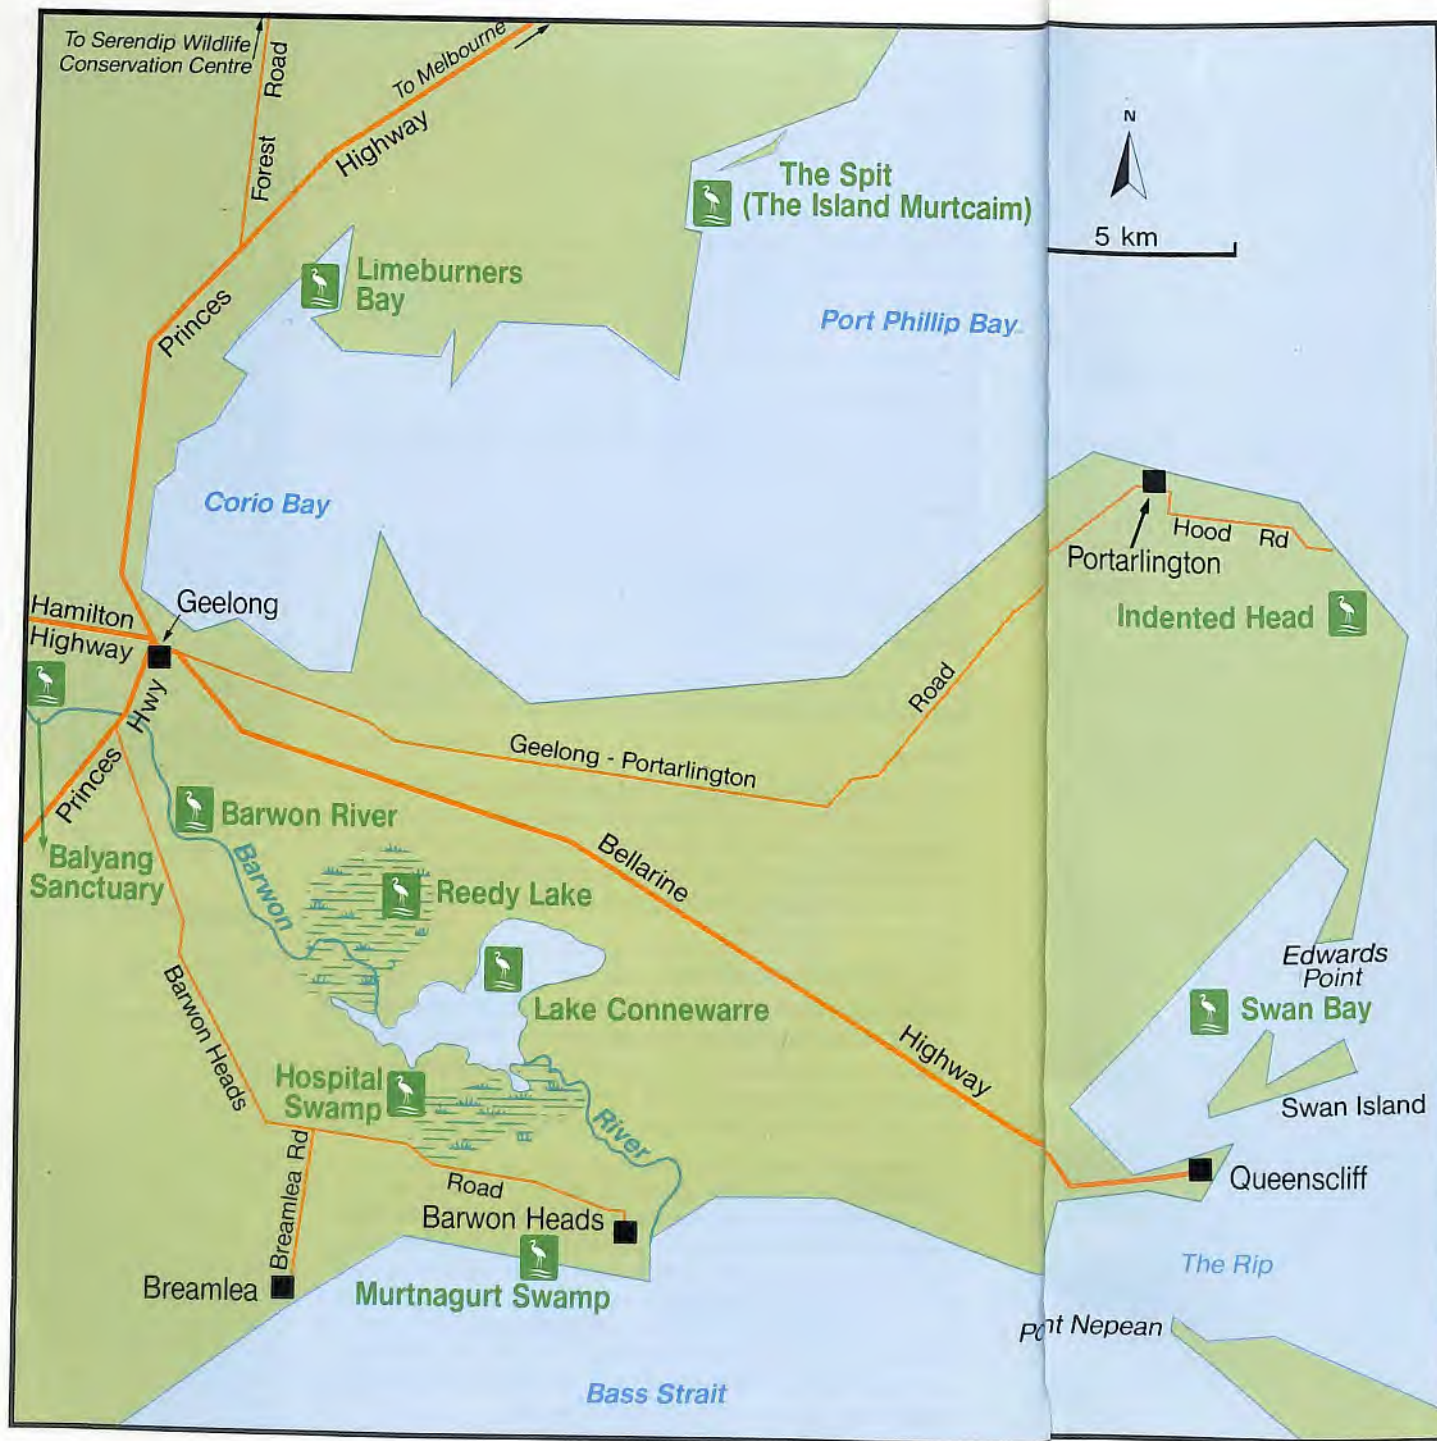 To Serendip Wildlife
Conservation Centre
Forest Road
To Melbourne
Princes Highway
N
5 km
The Spit
(The Island Murtcaim)
Limeburners
Bay
Port Phillip Bay
Corio Bay
Portarlington
Hood Rd
Indented Head
Hamilton
Highway
Geelong
Princes Hwy
Geelong - Portarlington Road
Balyang
Sanctuary
Barwon River
Barwon River
Reedy Lake
Bellarine Highway
Lake Connewarre
Edwards
Point
Swan Bay
Swan Island
Queenscliff
Hospital
Swamp
Barwon Heads Road
Breamlea Rd
Barwon Heads
Breamlea
Murtnagurt Swamp
The Rip
Nepean
Bass Strait